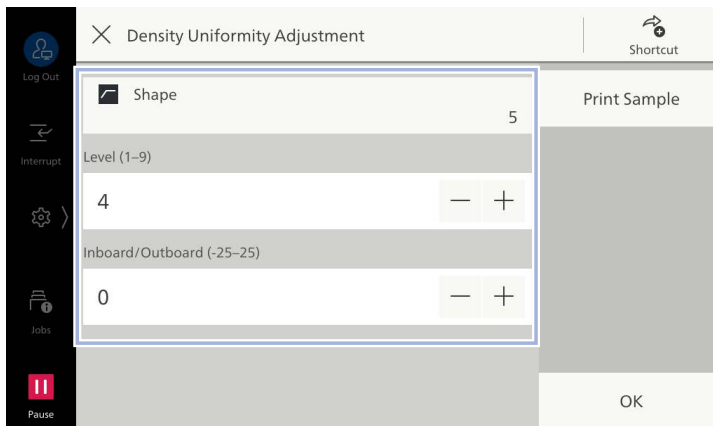 Density Uniformity Adjustment
Shortcut
Log Out
Shape
5
Print Sample
Interrupt
Level (1–9)
4
Inboard/Outboard (-25–25)
0
Jobs
Pause
OK